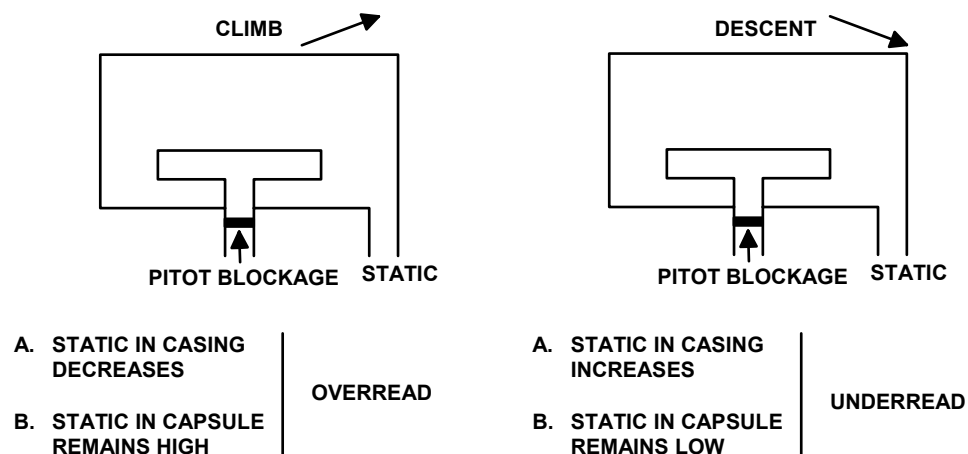 CLIMB
PITOT BLOCKAGE
STATIC
A. STATIC IN CASING
DECREASES
B. STATIC IN CAPSULE
REMAINS HIGH
OVERREAD
DESCENT
PITOT BLOCKAGE
STATIC
A. STATIC IN CASING
INCREASES
B. STATIC IN CAPSULE
REMAINS LOW
UNDERREAD